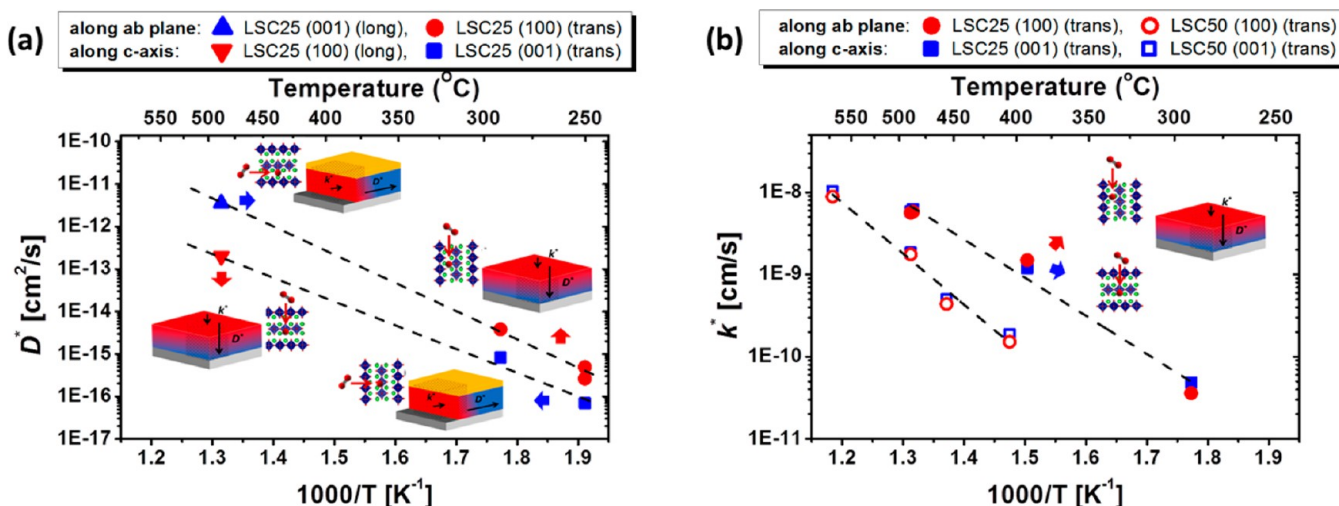 (a)
along ab plane: LSC25 (001) (long), LSC25 (100) (trans)
along c-axis: LSC25 (100) (long), LSC25 (001) (trans)
Temperature (°C)
550 500 450 400 350 300 250
1E-10
1E-11
1E-12
1E-13
1E-14
1E-15
1E-16
1E-17
D* [cm²/s]
k* D*
k* D*
k* D*
k* D*
1.2 1.3 1.4 1.5 1.6 1.7 1.8 1.9
1000/T [K⁻¹]
(b)
along ab plane: LSC25 (100) (trans), LSC50 (100) (trans)
along c-axis: LSC25 (001) (trans), LSC50 (001) (trans)
Temperature (°C)
550 500 450 400 350 300 250
1E-8
1E-9
1E-10
1E-11
k* [cm/s]
k* D*
1.2 1.3 1.4 1.5 1.6 1.7 1.8 1.9
1000/T [K⁻¹]